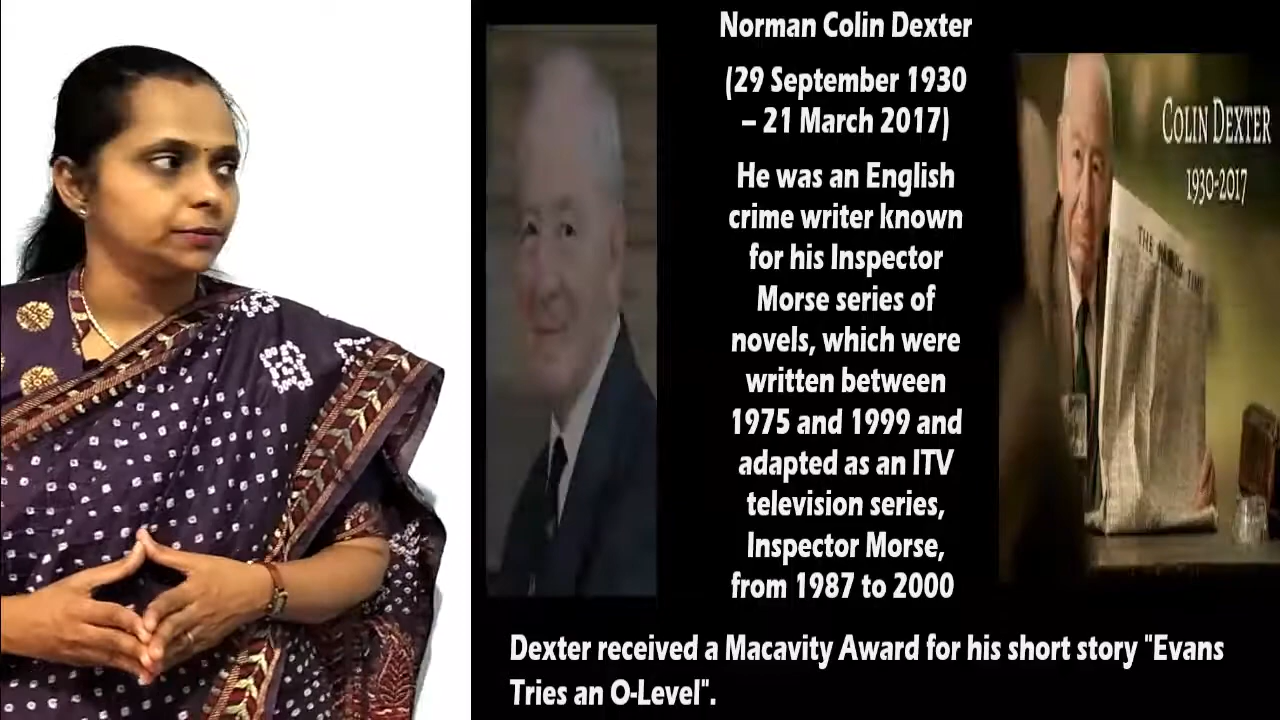 Norman Colin Dexter
(29 September 1930
– 21 March 2017)
He was an English
crime writer known
for his Inspector
Morse series of
novels, which were
written between
1975 and 1999 and
adapted as an ITV
television series,
Inspector Morse,
from 1987 to 2000
COLIN DEXTER
1930-2017
THE
Dexter received a Macavity Award for his short story "Evans
Tries an O-Level".